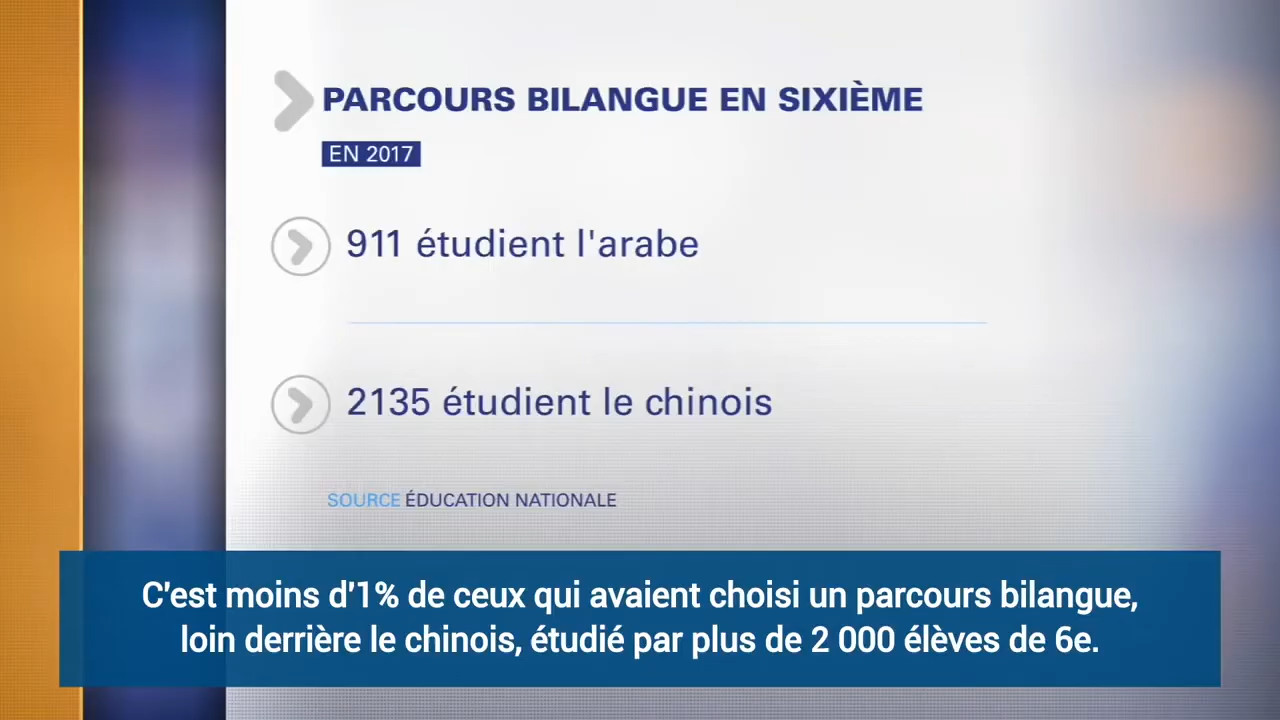 PARCOURS BILANGUE EN SIXIÈME
EN 2017
911 étudient l'arabe
2135 étudient le chinois
SOURCE ÉDUCATION NATIONALE
C'est moins d'1% de ceux qui avaient choisi un parcours bilangue,
loin derrière le chinois, étudié par plus de 2 000 élèves de 6e.